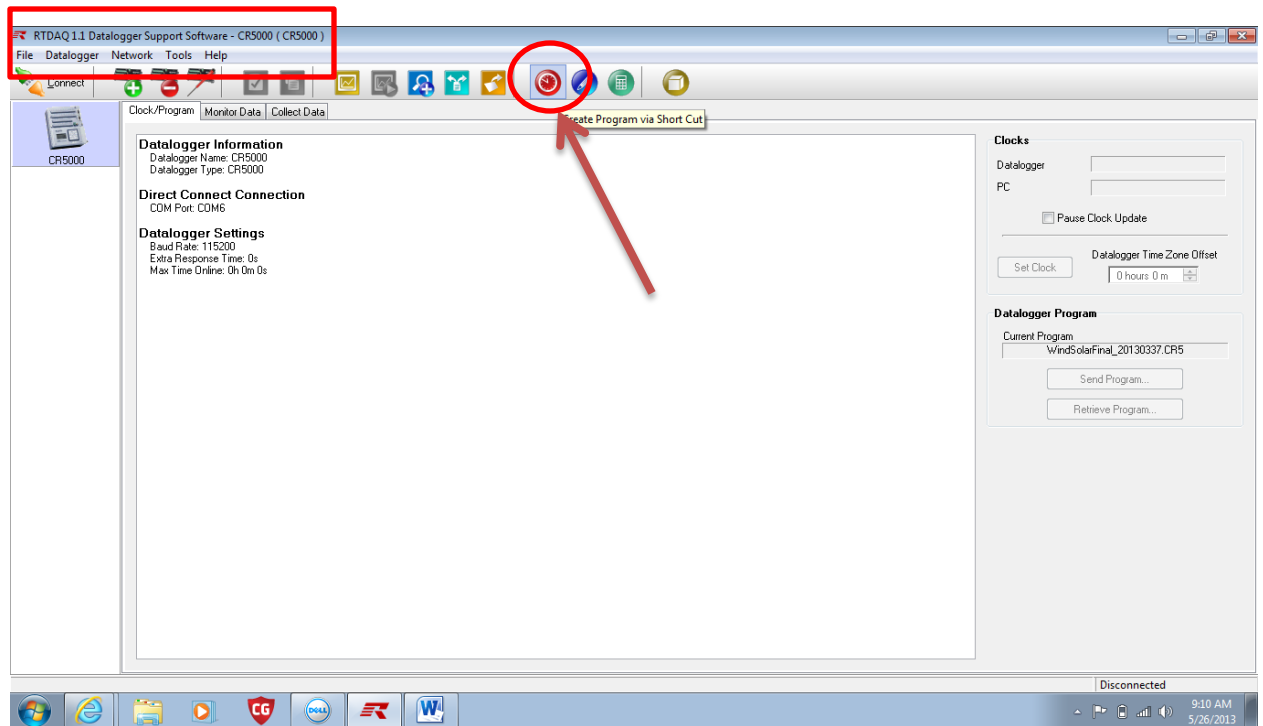 RTDAQ 1.1 Datalogger Support Software - CR5000 ( CR5000 )
File Datalogger Network Tools Help
Connect
CR5000
Clock/Program Monitor Data Collect Data
Create Program via Short Cut
Datalogger Information
Datalogger Name: CR5000
Datalogger Type: CR5000
Direct Connect Connection
COM Port: COM6
Datalogger Settings
Baud Rate: 115200
Extra Response Time: 0s
Max Time Online: 0h 0m 0s
Clocks
Datalogger
PC
Pause Clock Update
Datalogger Time Zone Offset
Set Clock
0 hours 0 m
Datalogger Program
Current Program
WindSolarFinal_20130337.CR5
Send Program...
Retrieve Program...
Disconnected
CG
DELL
W
9:10 AM
5/26/2013